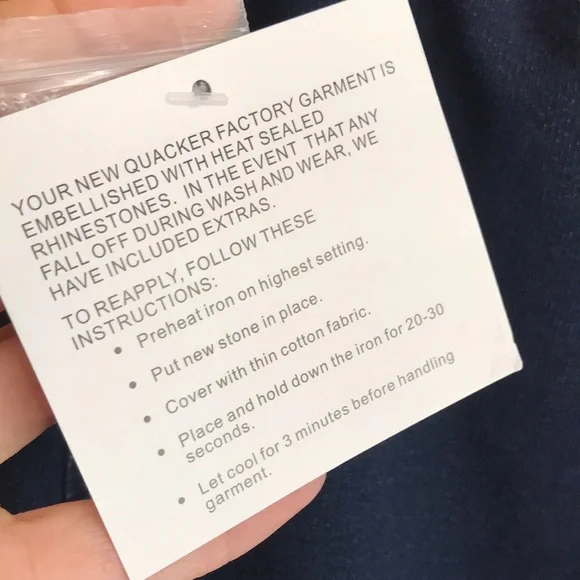 YOUR NEW QUACKER FACTORY GARMENT IS
EMBELLISHED WITH HEAT SEALED
RHINESTONES. IN THE EVENT THAT ANY
FALL OFF DURING WASH AND WEAR, WE
HAVE INCLUDED EXTRAS.
TO REAPPLY, FOLLOW THESE
INSTRUCTIONS:
• Preheat iron on highest setting.
• Put new stone in place.
• Cover with thin cotton fabric.
• Place and hold down the iron for 20-30
seconds.
• Let cool for 3 minutes before handling
garment.